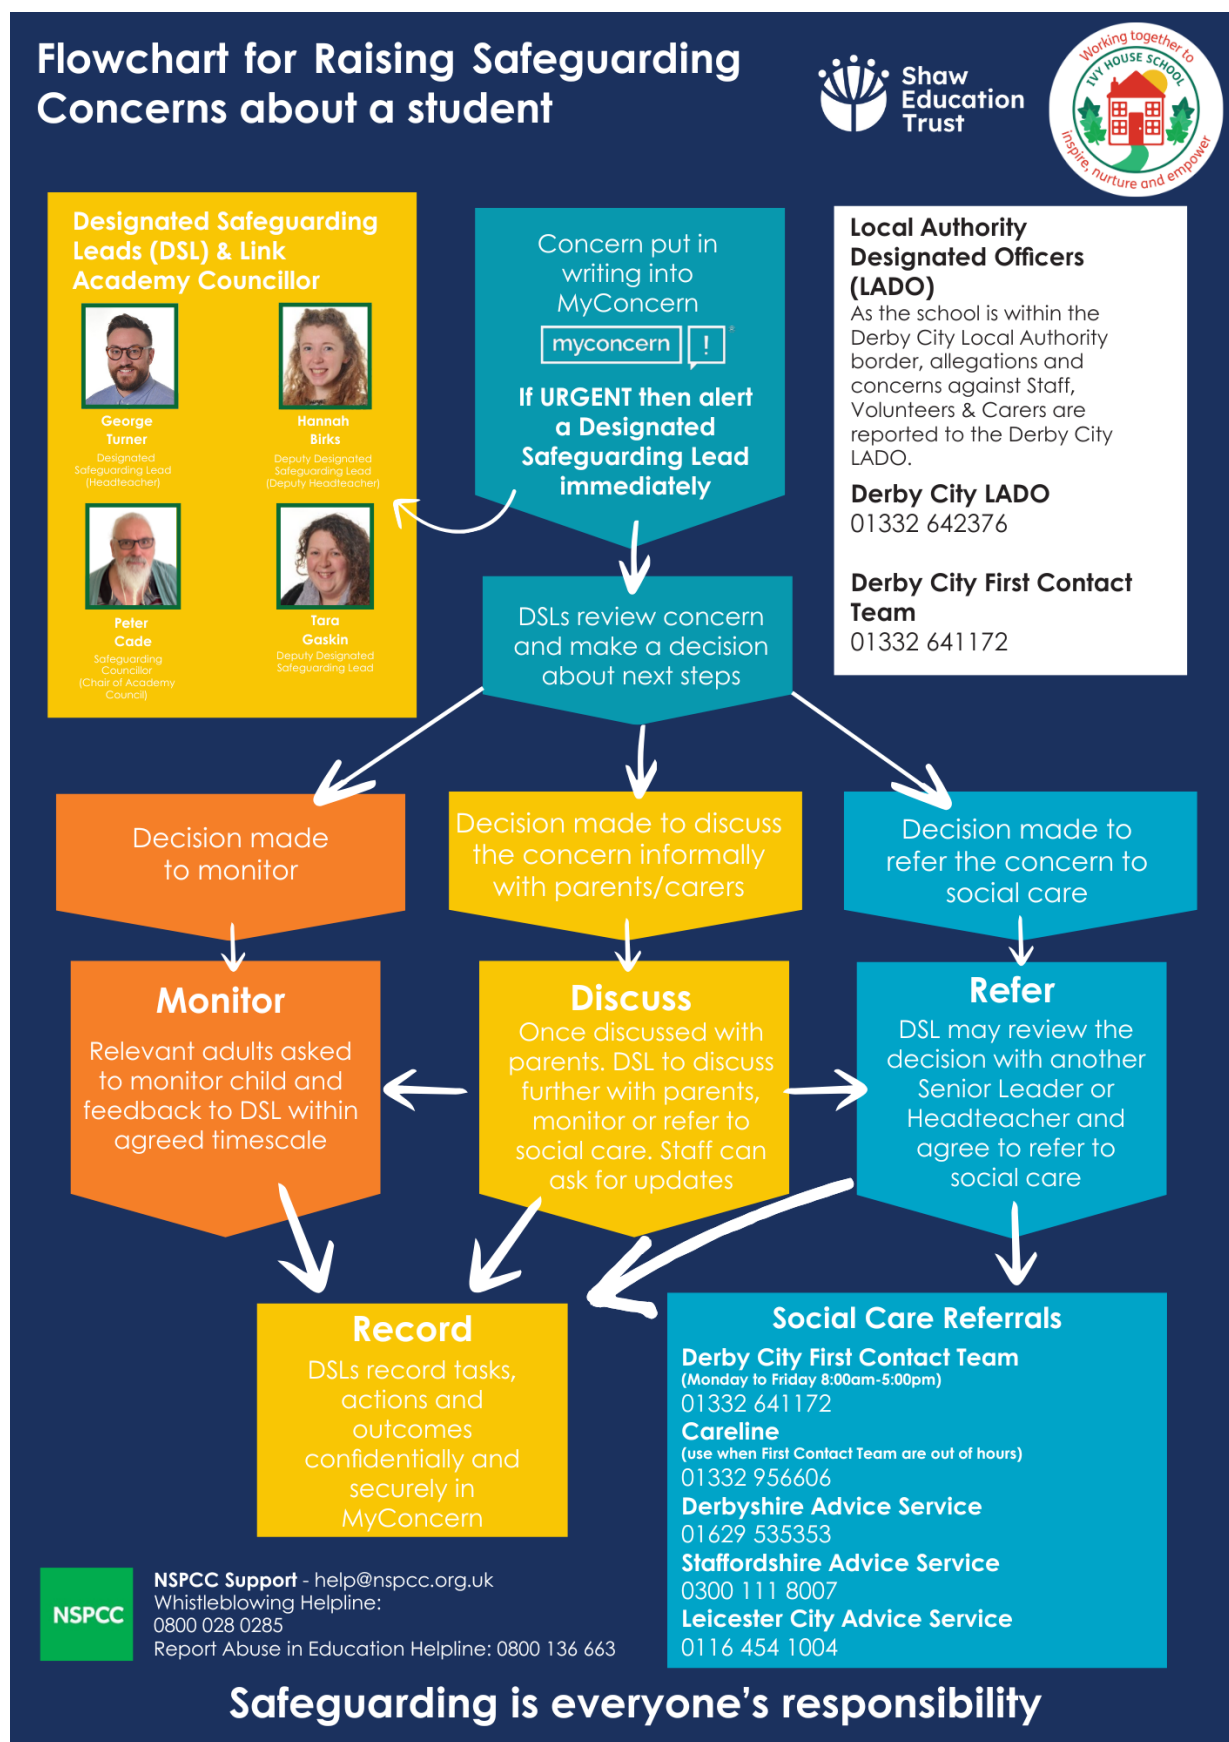 Flowchart for Raising Safeguarding
Concerns about a student
Shaw
Education
Trust
Working together to
IVY HOUSE SCHOOL
inspire, nurture and empower
Designated Safeguarding
Leads (DSL) & Link
Academy Councillor
George
Turner
Designated
Safeguarding Lead
(Headteacher)
Hannah
Birks
Deputy Designated
Safeguarding Lead
(Deputy Headteacher)
Peter
Cade
Safeguarding
Councillor
(Chair of Academy
Council)
Tara
Gaskin
Deputy Designated
Safeguarding Lead
Concern put in
writing into
MyConcern
myconcern !
If URGENT then alert
a Designated
Safeguarding Lead
immediately
Local Authority
Designated Officers
(LADO)
As the school is within the
Derby City Local Authority
border, allegations and
concerns against Staff,
Volunteers & Carers are
reported to the Derby City
LADO.
Derby City LADO
01332 642376
Derby City First Contact
Team
01332 641172
DSLs review concern
and make a decision
about next steps
Decision made
to monitor
Decision made to discuss
the concern informally
with parents/carers
Decision made to
refer the concern to
social care
Monitor
Relevant adults asked
to monitor child and
feedback to DSL within
agreed timescale
Discuss
Once discussed with
parents. DSL to discuss
further with parents,
monitor or refer to
social care. Staff can
ask for updates
Refer
DSL may review the
decision with another
Senior Leader or
Headteacher and
agree to refer to
social care
Record
DSLs record tasks,
actions and
outcomes
confidentially and
securely in
MyConcern
Social Care Referrals
Derby City First Contact Team
(Monday to Friday 8:00am-5:00pm)
01332 641172
Careline
(use when First Contact Team are out of hours)
01332 956606
Derbyshire Advice Service
01629 535353
Staffordshire Advice Service
0300 111 8007
Leicester City Advice Service
0116 454 1004
NSPCC
NSPCC Support - help@nspcc.org.uk
Whistleblowing Helpline:
0800 028 0285
Report Abuse in Education Helpline: 0800 136 663
Safeguarding is everyone's responsibility